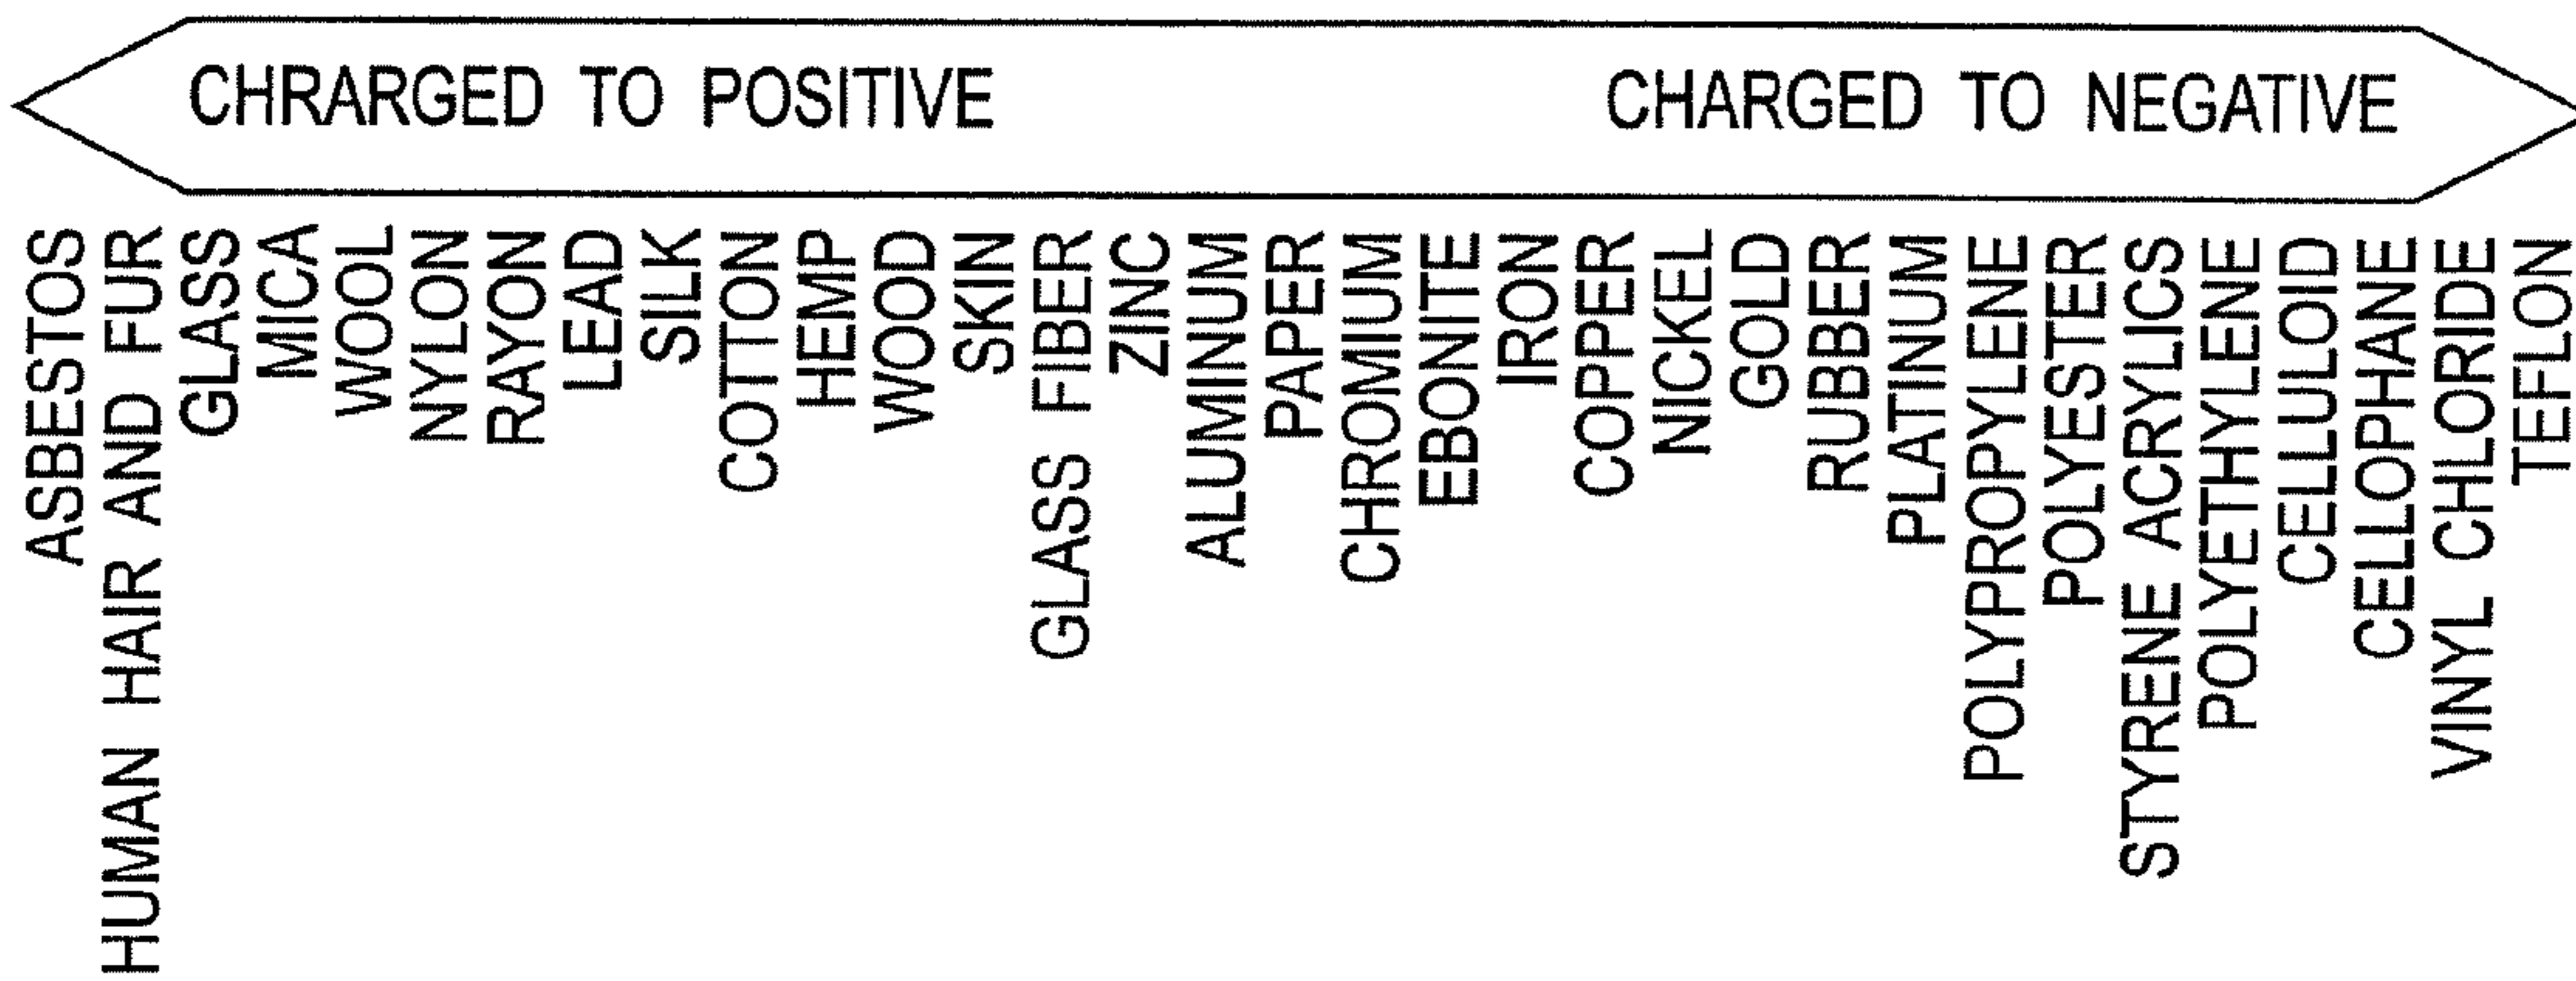 CHRARGED TO POSITIVE
CHARGED TO NEGATIVE
ASBESTOS
HUMAN HAIR AND FUR
GLASS
MICA
WOOL
NYLON
RAYON
LEAD
SILK
COTTON
HEMP
WOOD
SKIN
GLASS FIBER
ZINC
ALUMINUM
PAPER
CHROMIUM
EBONITE
IRON
COPPER
NICKEL
GOLD
RUBBER
PLATINUM
POLYPROPYLENE
POLYESTER
STYRENE ACRYLICS
POLYETHYLENE
CELLULOID
CELLOPHANE
VINYL CHLORIDE
TEFLON